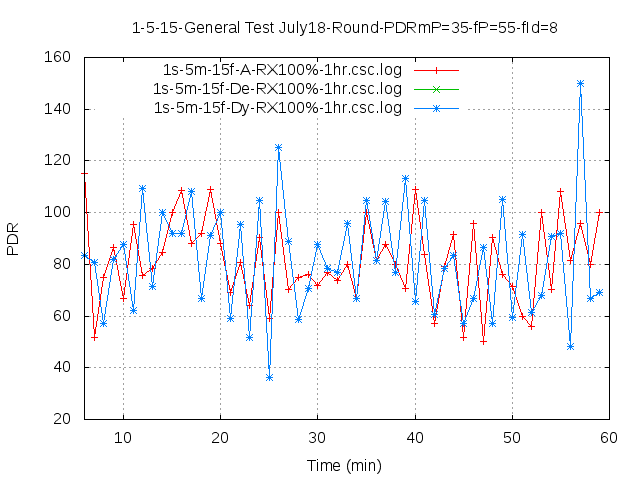 1-5-15-General Test July18-Round-PDRmP=35-fP=55-fId=8
1s-5m-15f-A-RX100%-1hr.csc.log
1s-5m-15f-De-RX100%-1hr.csc.log
1s-5m-15f-Dy-RX100%-1hr.csc.log
160
140
120
100
80
60
40
20
PDR
10 20 30 40 50 60
Time (min)